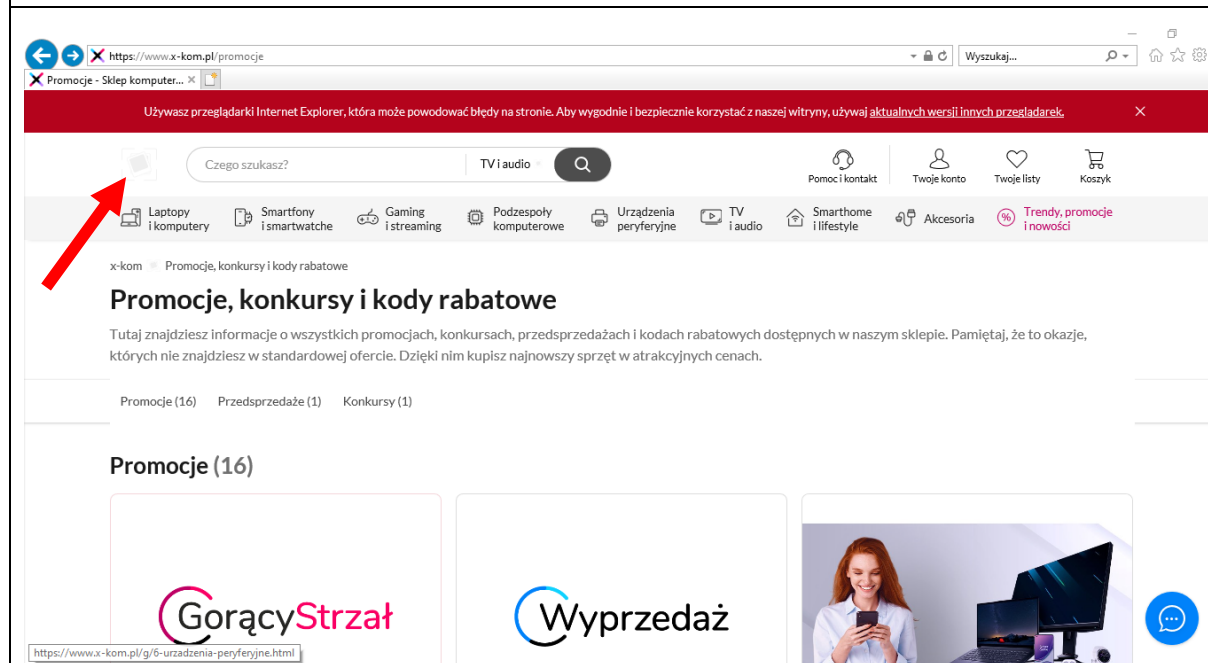 https://www.x-kom.pl/promocje
Wyszukaj...
Promocje - Sklep komputer...
Używasz przeglądarki Internet Explorer, która może powodować błędy na stronie. Aby wygodnie i bezpiecznie korzystać z naszej witryny, używaj aktualnych wersji innych przeglądarek.
Czego szukasz?
TV i audio
Pomoc i kontakt
Twoje konto
Twoje listy
Koszyk
Laptopy
i komputery
Smartfony
i smartwatche
Gaming
i streaming
Podzespoły
komputerowe
Urządzenia
peryferyjne
TV
i audio
Smarthome
i lifestyle
Akcesoria
%
Trendy, promocje
i nowości
x-kom Promocje, konkursy i kody rabatowe
Promocje, konkursy i kody rabatowe
Tutaj znajdziesz informacje o wszystkich promocjach, konkursach, przedsprzedażach i kodach rabatowych dostępnych w naszym sklepie. Pamiętaj, że to okazje,
których nie znajdziesz w standardowej ofercie. Dzięki nim kupisz najnowszy sprzęt w atrakcyjnych cenach.
Promocje (16) Przedsprzedaże (1) Konkursy (1)
Promocje (16)
GorącyStrzał
Wyprzedaż
https://www.x-kom.pl/g/6-urzadzenia-peryferyjne.html